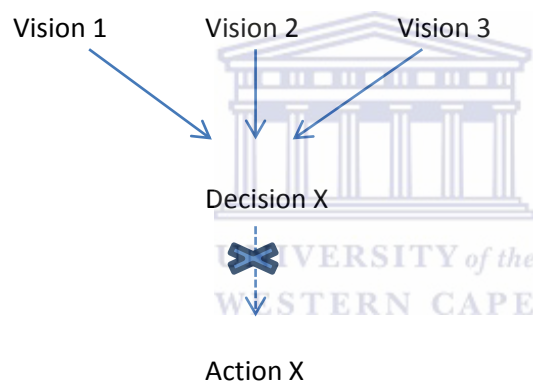 Vision 1 Vision 2 Vision 3
Decision X
UNIVERSITY of the
WESTERN CAPE
Action X